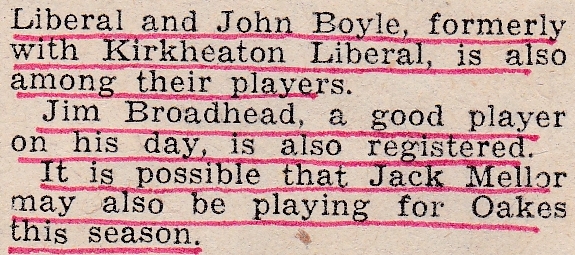 Liberal and John Boyle, formerly
with Kirkheaton Liberal, is also
among their players.
Jim Broadhead, a good player
on his day, is also registered.
It is possible that Jack Mellor
may also be playing for Oakes
this season.